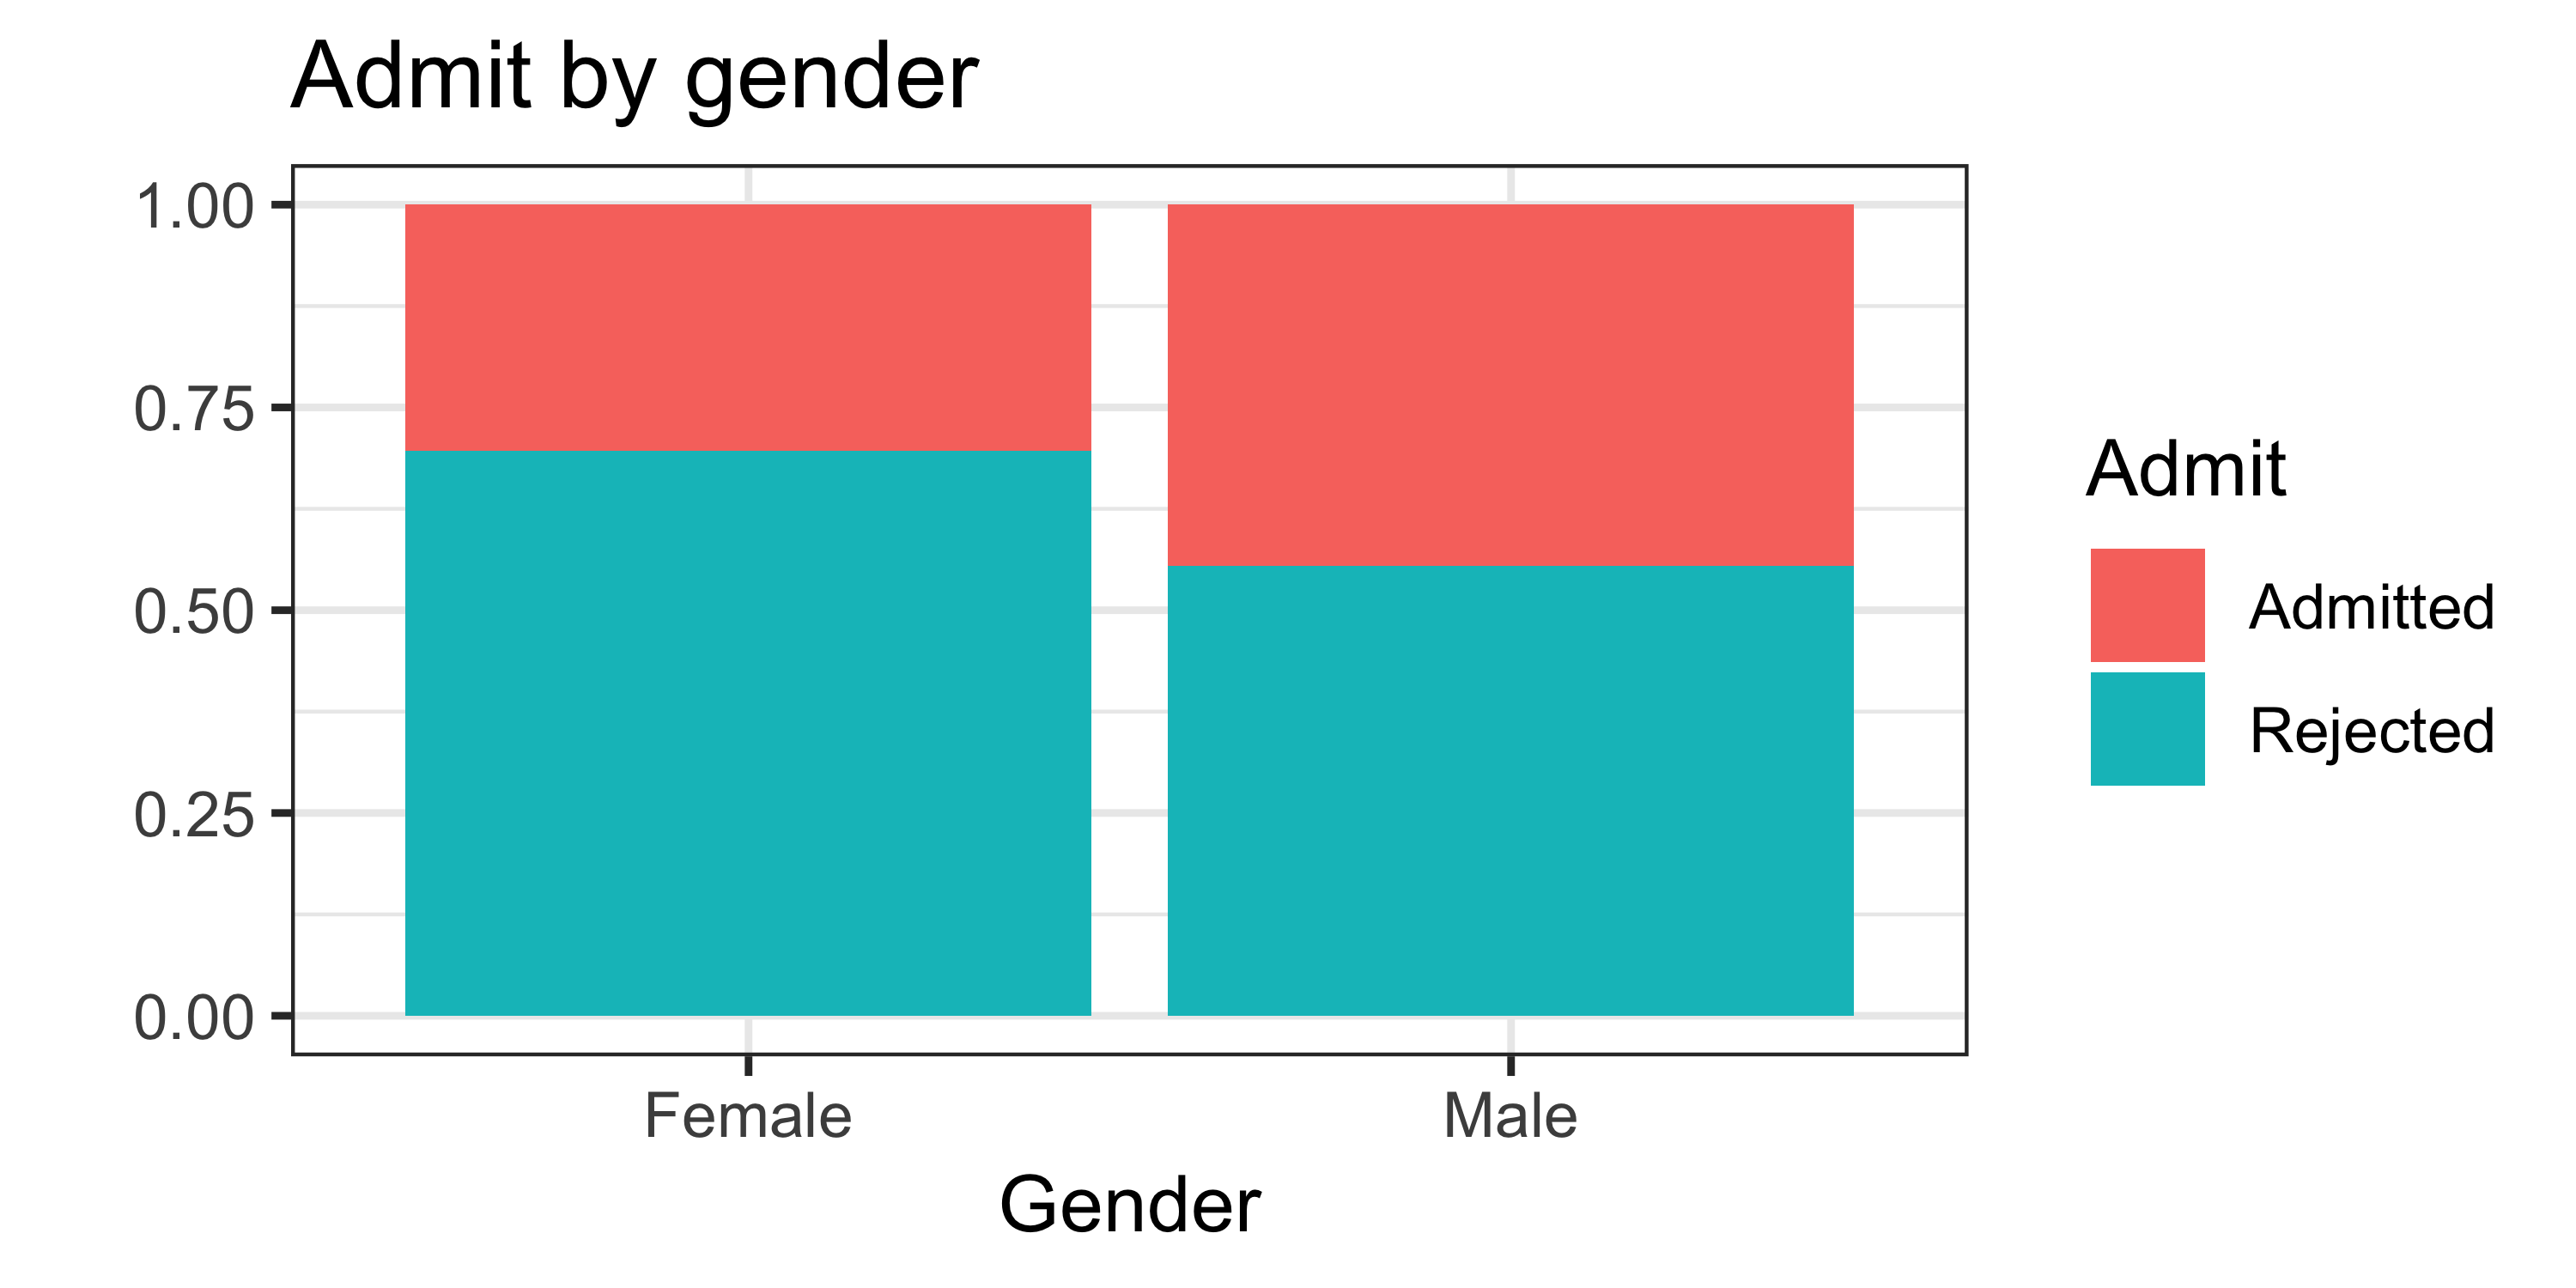 Admit by gender
1.00
0.75
0.50
0.25
0.00
Female Male
Gender
Admit
Admitted
Rejected